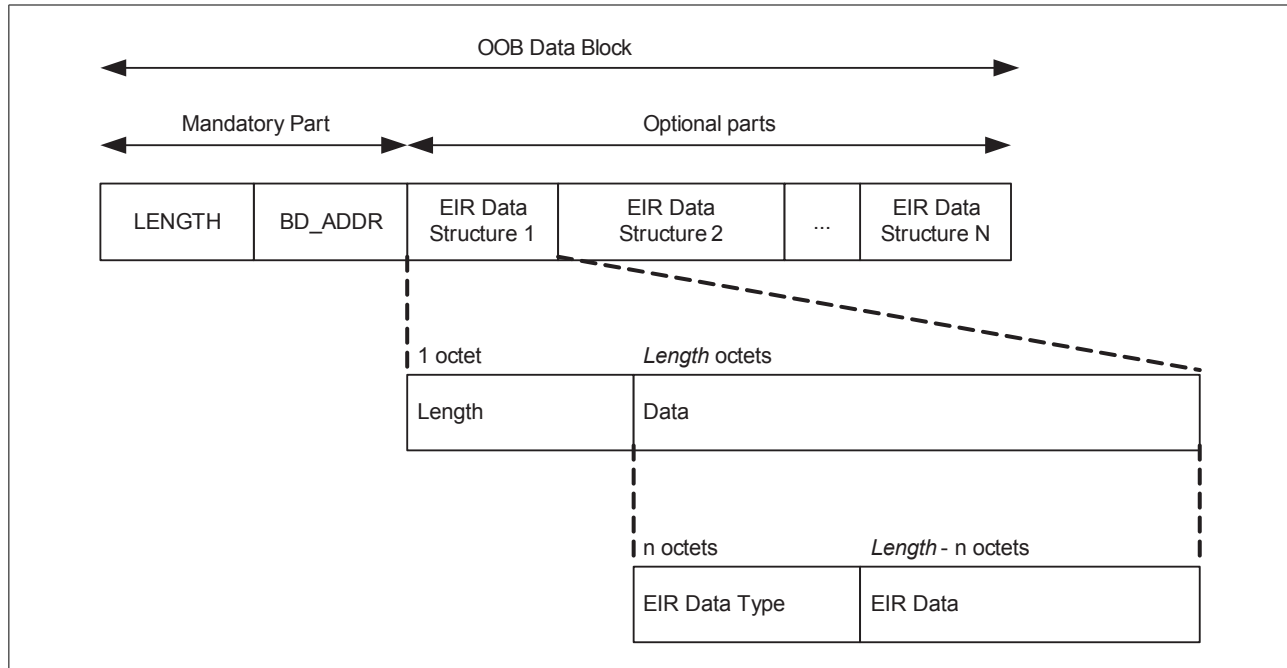 OOB Data Block
Mandatory Part
Optional parts
LENGTH
BD_ADDR
EIR Data
Structure 1
EIR Data
Structure 2
...
EIR Data
Structure N
1 octet
Length octets
Length
Data
n octets
Length - n octets
EIR Data Type
EIR Data